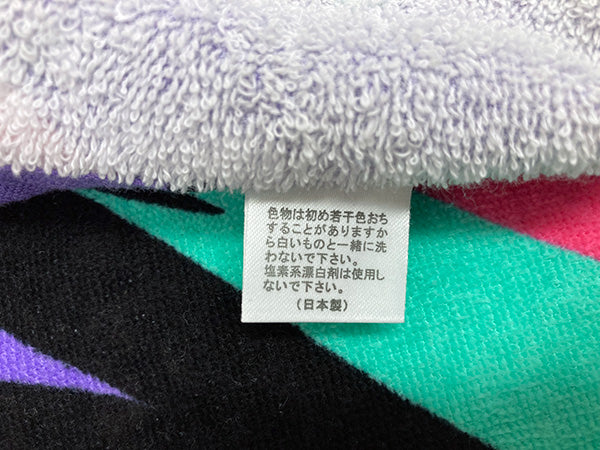 色物は初め若干色おち
することがありますか
ら白いものと一緒に洗
わないで下さい。
塩素系漂白剤は使用し
ないで下さい。
（日本製）